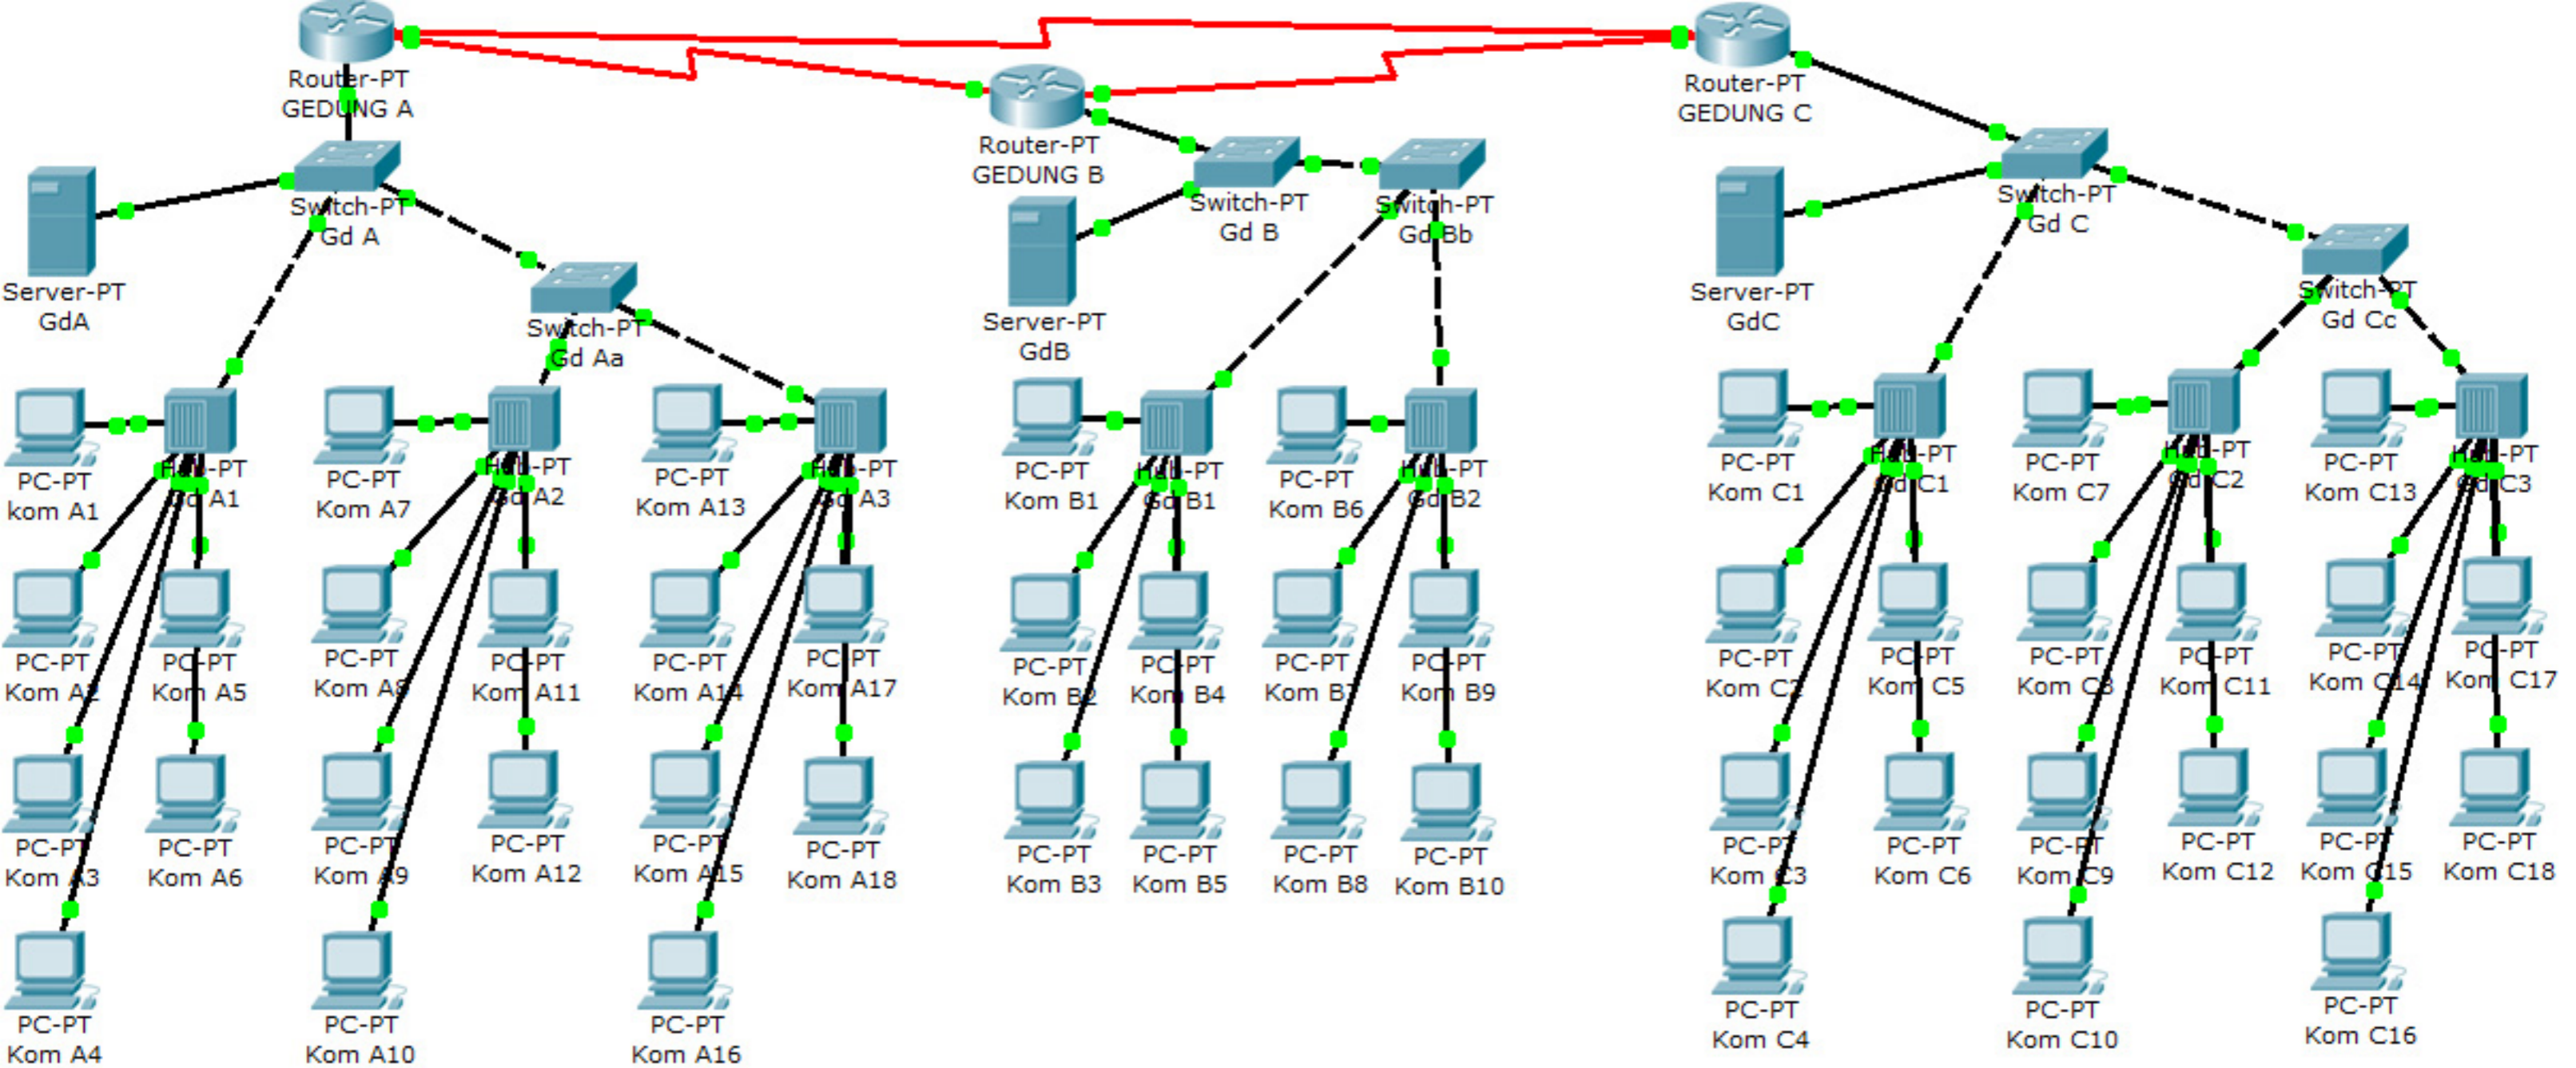 Router-PT
GEDUNG A
Router-PT
GEDUNG B
Router-PT
GEDUNG C
Switch-PT
Gd A
Server-PT
GdA
Switch-PT
Gd Aa
Switch-PT
Gd B
Switch-PT
Gd Bb
Server-PT
GdB
Switch-PT
Gd C
Server-PT
GdC
Switch-PT
Gd Cc
PC-PT
kom A1
Hub-PT
Gd A1
PC-PT
Kom A7
Hub-PT
Gd A2
PC-PT
Kom A13
Hub-PT
Gd A3
PC-PT
Kom B1
Hub-PT
Gd B1
PC-PT
Kom B6
Hub-PT
Gd B2
PC-PT
Kom C1
Hub-PT
Gd C1
PC-PT
Kom C7
Hub-PT
Gd C2
PC-PT
Kom C13
Hub-PT
Gd C3
PC-PT
Kom A2
PC-PT
Kom A5
PC-PT
Kom A8
PC-PT
Kom A11
PC-PT
Kom A14
PC-PT
Kom A17
PC-PT
Kom B2
PC-PT
Kom B4
PC-PT
Kom B7
PC-PT
Kom B9
PC-PT
Kom C2
PC-PT
Kom C5
PC-PT
Kom C8
PC-PT
Kom C11
PC-PT
Kom C14
PC-PT
Kom C17
PC-PT
Kom A3
PC-PT
Kom A6
PC-PT
Kom A9
PC-PT
Kom A12
PC-PT
Kom A15
PC-PT
Kom A18
PC-PT
Kom B3
PC-PT
Kom B5
PC-PT
Kom B8
PC-PT
Kom B10
PC-PT
Kom C3
PC-PT
Kom C6
PC-PT
Kom C9
PC-PT
Kom C12
PC-PT
Kom C15
PC-PT
Kom C18
PC-PT
Kom A4
PC-PT
Kom A10
PC-PT
Kom A16
PC-PT
Kom C4
PC-PT
Kom C10
PC-PT
Kom C16